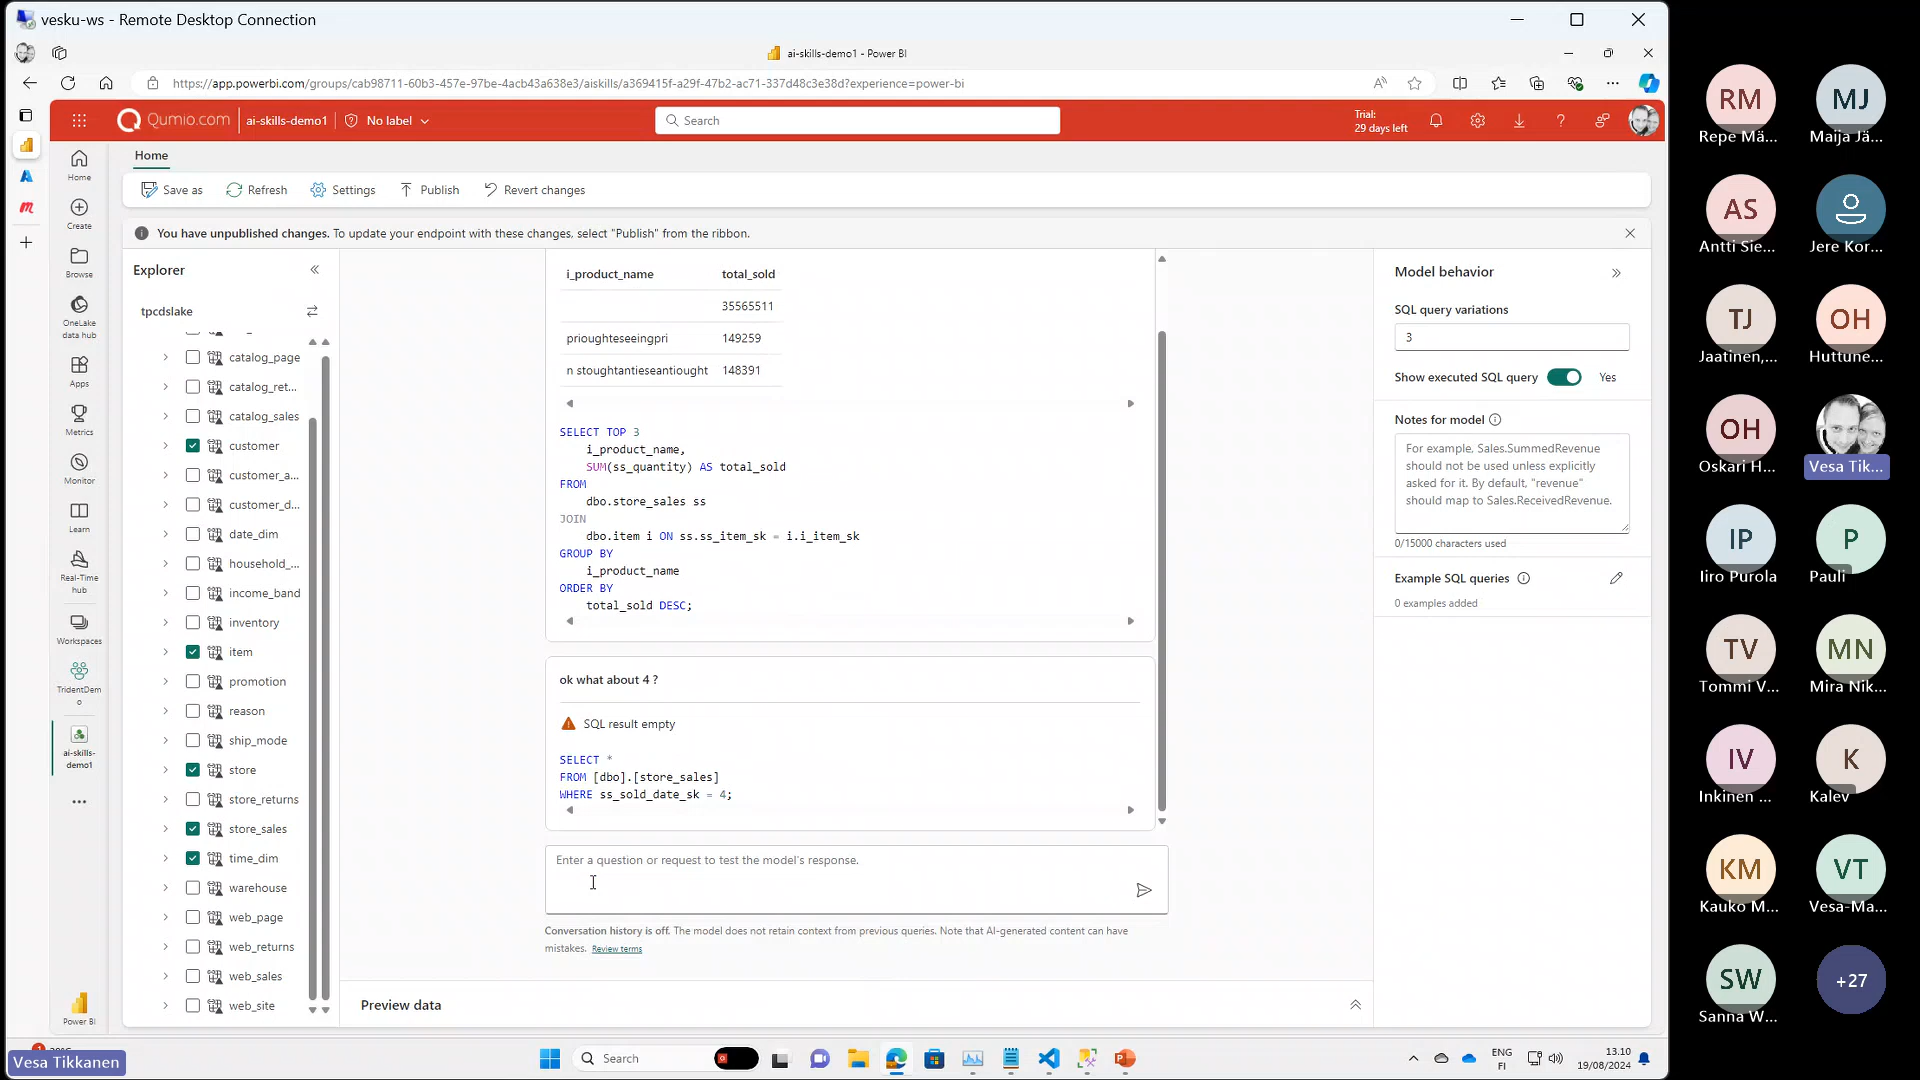 vesku-ws - Remote Desktop Connection
ai-skills-demo1 - Power BI
https://app.powerbi.com/groups/cab98711-60b3-457e-97be-4acb43a638e3/aiskills/a369415f-a29f-47b2-ac71-337d48c3e38d?experience=power-bi
Qumio.com
ai-skills-demo1
No label
Search
Trial:
29 days left
Home
Save as
Refresh
Settings
Publish
Revert changes
You have unpublished changes. To update your endpoint with these changes, select "Publish" from the ribbon.
Home
Create
Browse
OneLake
data hub
Apps
Metrics
Monitor
Learn
Real-Time
hub
Workspaces
TridentDem
o
ai-skills-
demo1
Power BI
Explorer
tpcdslake
catalog_page
catalog_ret...
catalog_sales
customer
customer_a...
customer_d...
date_dim
household_...
income_band
inventory
item
promotion
reason
ship_mode
store
store_returns
store_sales
time_dim
warehouse
web_page
web_returns
web_sales
web_site
i_product_name total_sold
35565511
prioughteseeingpri 149259
n stoughtantieseantiought 148391
SELECT TOP 3
i_product_name,
SUM(ss_quantity) AS total_sold
FROM
dbo.store_sales ss
JOIN
dbo.item i ON ss.ss_item_sk = i.i_item_sk
GROUP BY
i_product_name
ORDER BY
total_sold DESC;
ok what about 4 ?
SQL result empty
SELECT *
FROM [dbo].[store_sales]
WHERE ss_sold_date_sk = 4;
Enter a question or request to test the model's response.
Conversation history is off. The model does not retain context from previous queries. Note that AI-generated content can have
mistakes. Review terms
Preview data
Model behavior
SQL query variations
3
Show executed SQL query Yes
Notes for model
For example, Sales.SummedRevenue
should not be used unless explicitly
asked for it. By default, "revenue"
should map to Sales.ReceivedRevenue.
0/15000 characters used
Example SQL queries
0 examples added
Vesa Tikkanen
Search
ENG
FI
13.10
19/08/2024
RM
Repe Mä...
MJ
Maija Jä...
AS
Antti Sie...
Jere Kor...
TJ
Jaatinen,...
OH
Huttune...
OH
Oskari H...
Vesa Tik...
IP
Iiro Purola
P
Pauli
TV
Tommi V...
MN
Mira Nik...
IV
Inkinen ...
K
Kalev
KM
Kauko M...
VT
Vesa-Ma...
SW
Sanna W...
+27